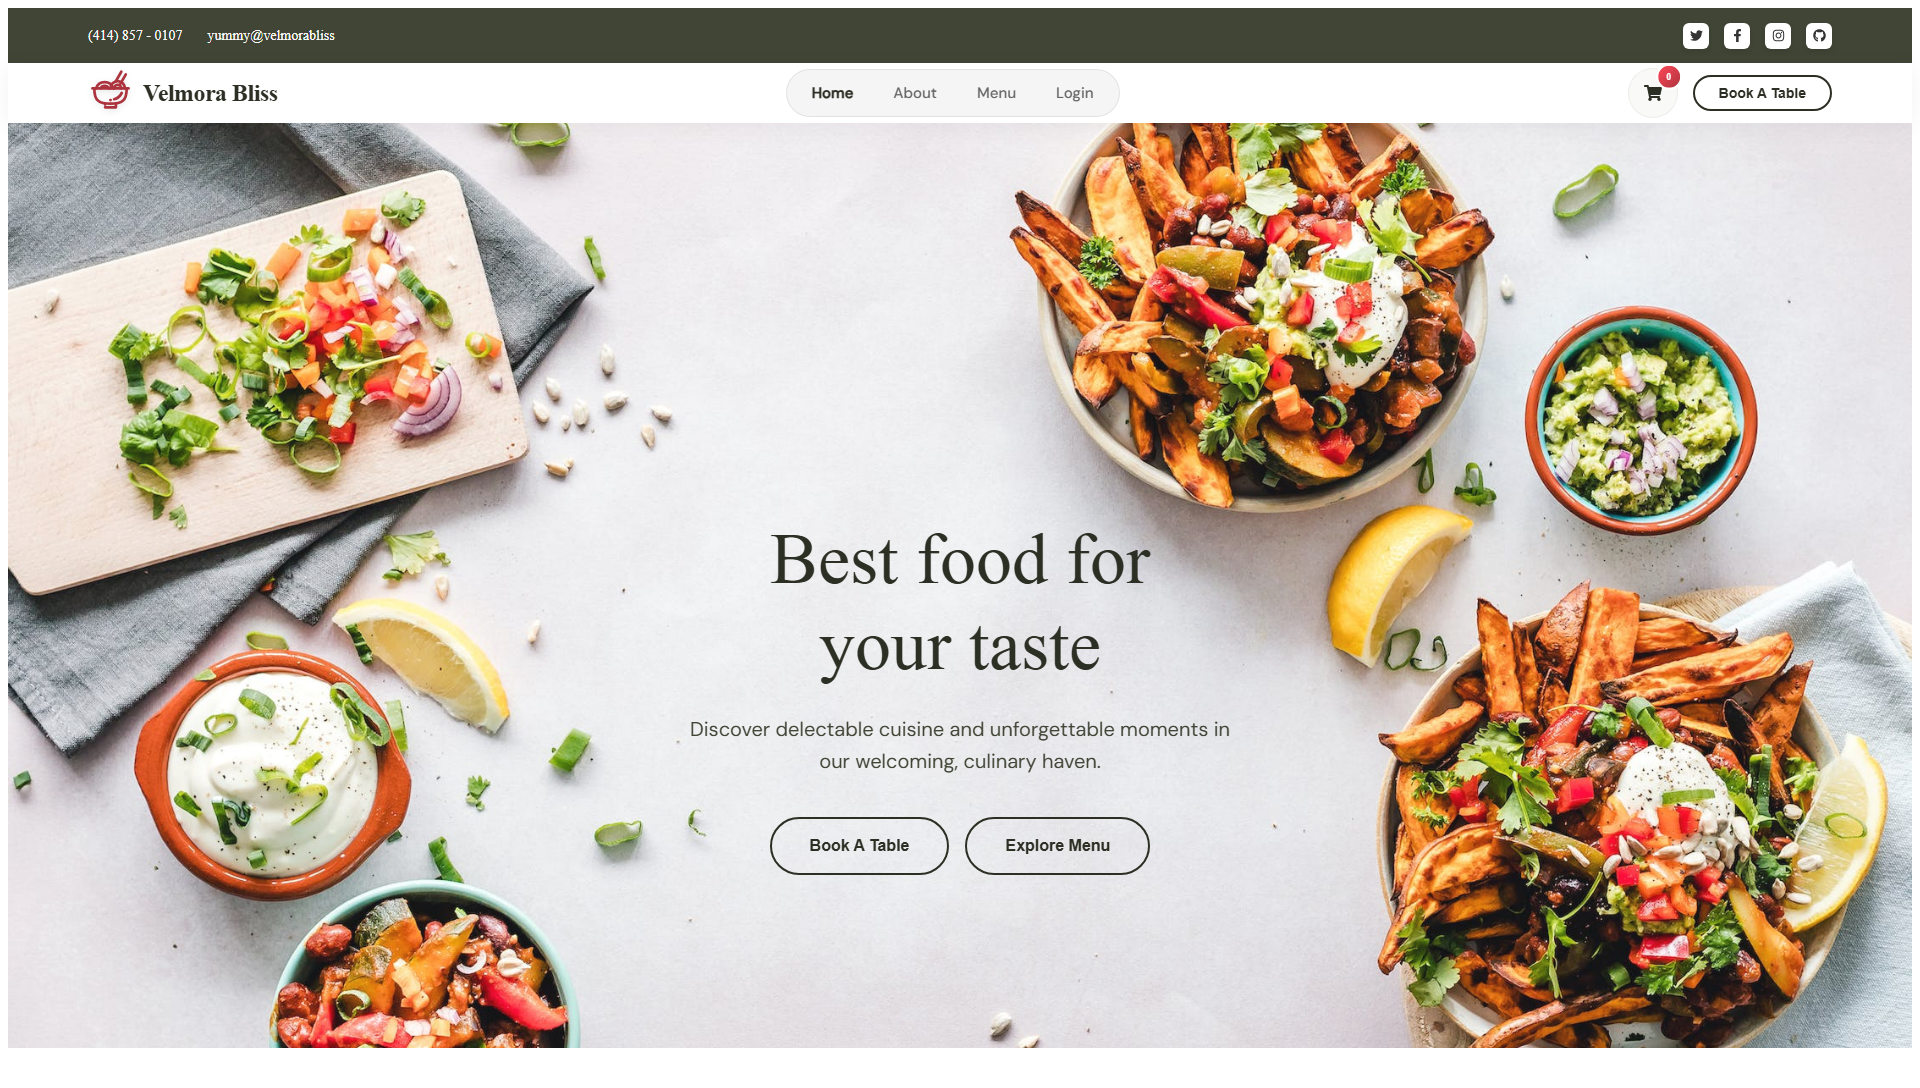 (414) 857 - 0107 yummy@velmorabliss
Velmora Bliss
Home About Menu Login
0
Book A Table
Best food for
your taste
Discover delectable cuisine and unforgettable moments in
our welcoming, culinary haven.
Book A Table Explore Menu